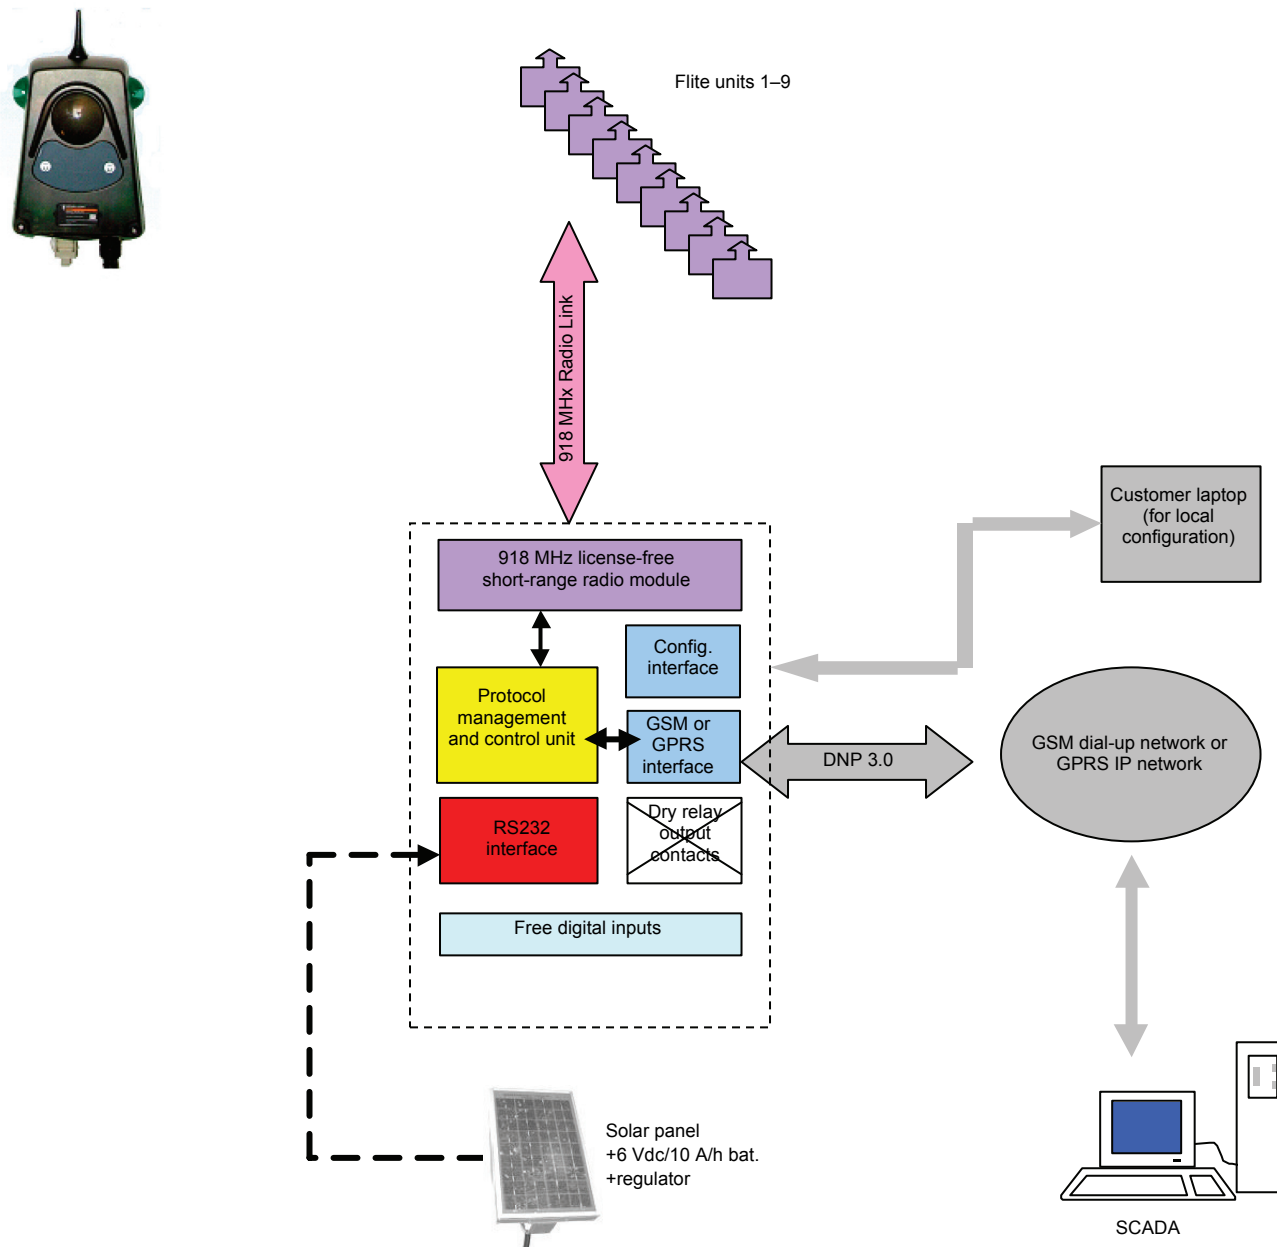 Flite units 1–9
918 MHx Radio Link
Customer laptop
(for local
configuration)
918 MHz license-free
short-range radio module
Config.
interface
Protocol
management
and control unit
GSM or
GPRS
interface
DNP 3.0
GSM dial-up network or
GPRS IP network
RS232
interface
Dry relay
output
contacts
Free digital inputs
Solar panel
+6 Vdc/10 A/h bat.
+regulator
SCADA